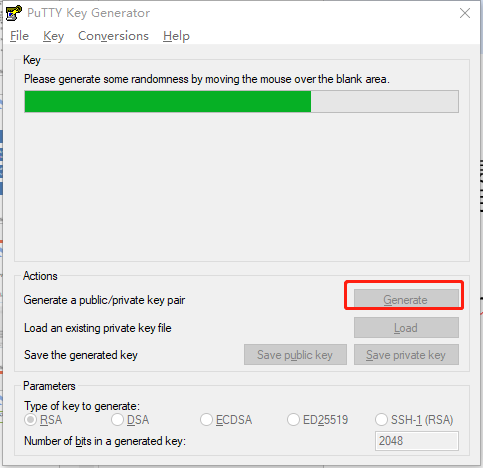 PuTTY Key Generator
File Key Conversions Help
Key
Please generate some randomness by moving the mouse over the blank area.
Actions
Generate a public/private key pair
Generate
Load an existing private key file
Load
Save the generated key
Save public key
Save private key
Parameters
Type of key to generate:
RSA DSA ECDSA ED25519 SSH-1 (RSA)
Number of bits in a generated key:
2048